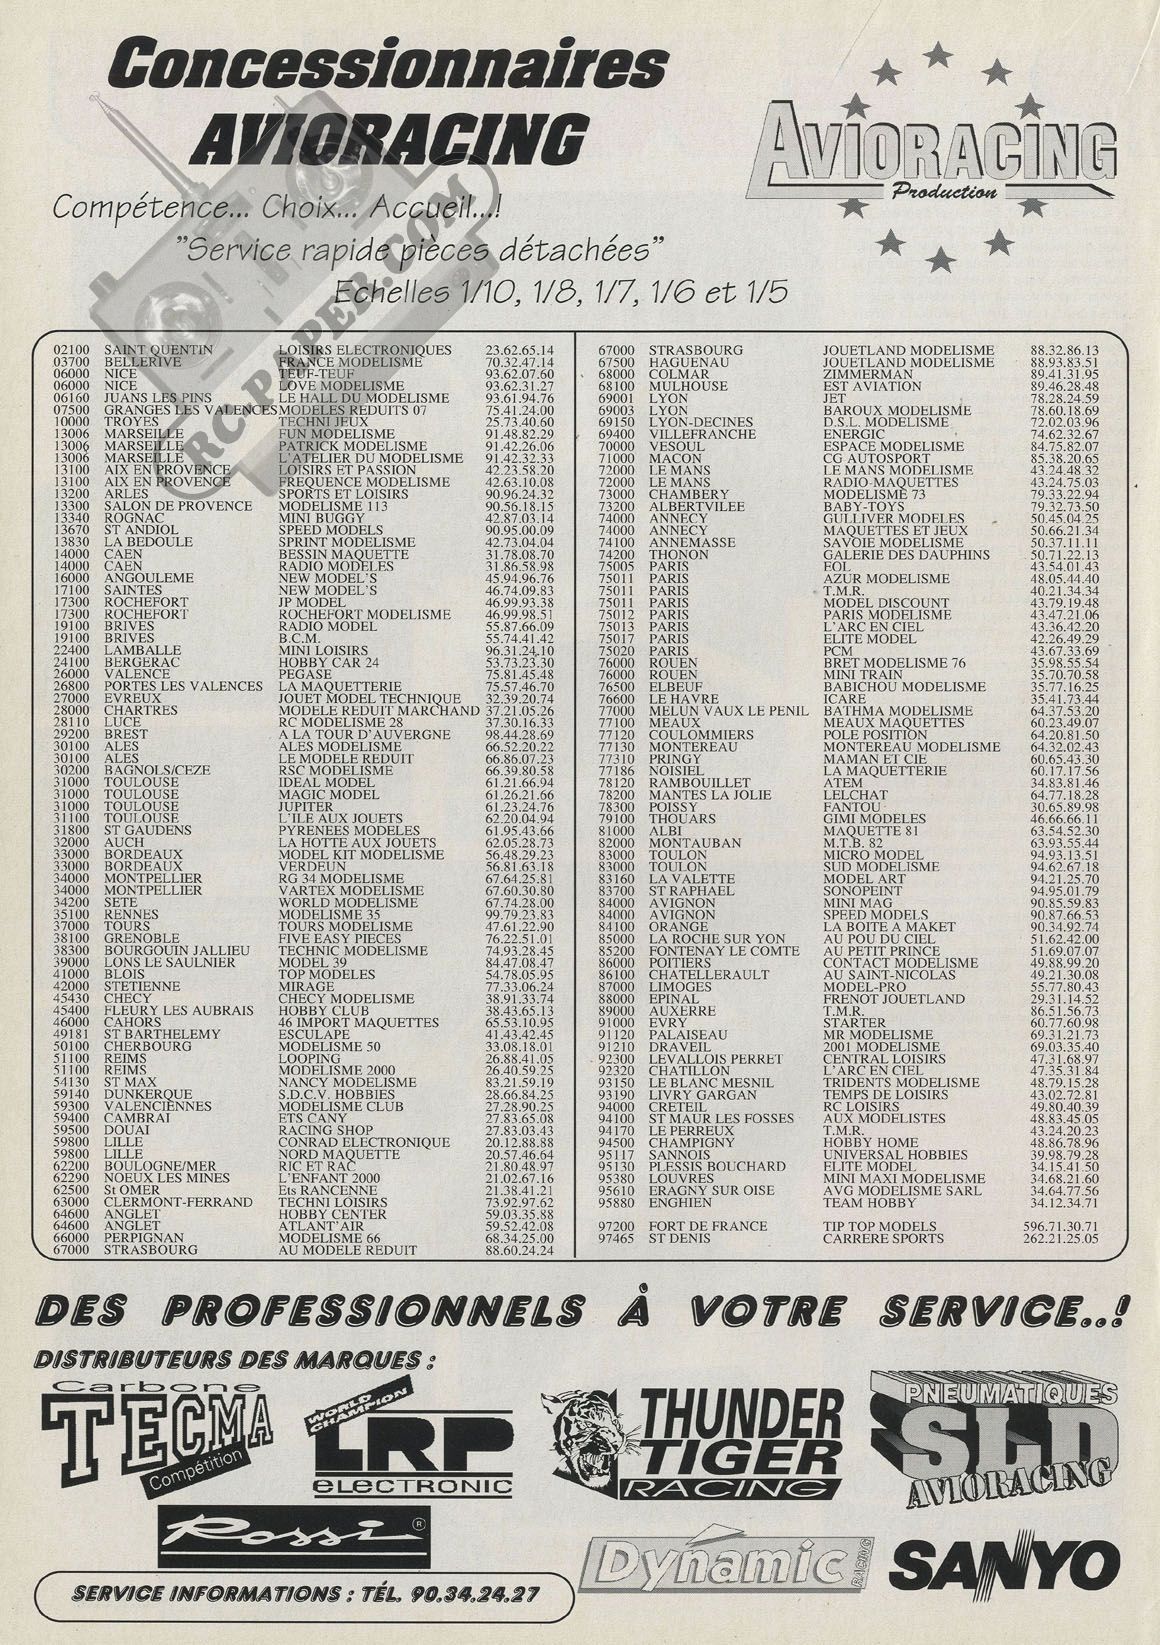 Concessionnaires
AVIORACING
AVIORACING
Production
Compétence... Choix... Accueil...!
"Service rapide pièces détachées"
Echelles 1/10, 1/8, 1/7, 1/6 et 1/5
RC-PAPER.COM
02100 SAINT QUENTIN LOISIRS ELECTRONIQUES 23.62.65.14
03700 BELLERIVE FRANCE MODELISME 70.32.47.14
06000 NICE TEUF-TEUF 93.62.07.60
06000 NICE LOVE MODELISME 93.62.31.27
06160 JUANS LES PINS LE HALL DU MODELISME 93.61.94.76
07500 GRANGES LES VALENCES MODELES REDUITS 07 75.41.24.00
10000 TROYES TECHNI JEUX 25.73.40.60
13006 MARSEILLE FUN MODELISME 91.48.82.29
13006 MARSEILLE PATRICK MODELISME 91.42.26.06
13006 MARSEILLE L'ATELIER DU MODELISME 91.42.32.33
13100 AIX EN PROVENCE LOISIRS ET PASSION 42.23.58.20
13100 AIX EN PROVENCE FREQUENCE MODELISME 42.63.10.08
13200 ARLES SPORTS ET LOISIRS 90.96.24.32
13300 SALON DE PROVENCE MODELISME 113 90.56.18.15
13340 ROGNAC MINI BUGGY 42.87.03.14
13670 ST ANDIOL SPEED MODELS 90.95.00.09
13830 LA BEDOULE SPRINT MODELISME 42.73.04.04
14000 CAEN BESSIN MAQUETTE 31.78.08.70
14000 CAEN RADIO MODELES 31.86.58.98
16000 ANGOULEME NEW MODEL'S 45.94.96.76
17100 SAINTES NEW MODEL'S 46.74.09.83
17300 ROCHEFORT JP MODEL 46.99.93.38
17300 ROCHEFORT ROCHEFORT MODELISME 46.99.98.51
19100 BRIVES RADIO MODEL 55.87.66.09
19100 BRIVES B.C.M. 55.74.41.42
22400 LAMBALLE MINI LOISIRS 96.31.24.10
24100 BERGERAC HOBBY CAR 24 53.73.23.30
26000 VALENCE PEGASE 75.81.45.48
26800 PORTES LES VALENCES LA MAQUETTERIE 75.57.46.70
27000 EVREUX JOUET MODEL TECHNIQUE 32.39.20.74
28000 CHARTRES MODELE REDUIT MARCHAND 37.21.05.26
28110 LUCE RC MODELISME 28 37.30.16.33
29200 BREST A LA TOUR D'AUVERGNE 98.44.28.69
30100 ALES ALES MODELISME 66.52.20.22
30100 ALES LE MODELE REDUIT 66.86.07.23
30200 BAGNOLS/CEZE RSC MODELISME 66.39.80.58
31000 TOULOUSE IDEAL MODEL 61.21.66.94
31000 TOULOUSE MAGIC MODEL 61.26.21.66
31000 TOULOUSE JUPITER 61.23.24.76
31100 TOULOUSE L'ILE AUX JOUETS 62.20.04.94
31800 ST GAUDENS PYRENEES MODELES 61.95.43.66
32000 AUCH LA HOTTE AUX JOUETS 62.05.28.73
33000 BORDEAUX MODEL KIT MODELISME 56.48.29.23
33000 BORDEAUX VERDEUN 56.81.63.18
34000 MONTPELLIER RG 34 MODELISME 67.64.25.81
34000 MONTPELLIER VARTEX MODELISME 67.60.30.80
34200 SETE WORLD MODELISME 67.74.28.00
35100 RENNES MODELISME 35 99.79.23.83
37000 TOURS TOURS MODELISME 47.61.22.90
38100 GRENOBLE FIVE EASY PIECES 76.22.51.01
38300 BOURGOUIN JALLIEU TECHNIC MODELISME 74.93.28.45
39000 LONS LE SAULNIER MODEL 39 84.47.08.47
41000 BLOIS TOP MODELES 54.78.05.95
42000 STETIENNE MIRAGE 77.33.06.24
45430 CHECY CHECY MODELISME 38.91.33.74
45400 FLEURY LES AUBRAIS HOBBY CLUB 38.43.65.13
46000 CAHORS 46 IMPORT MAQUETTES 65.53.10.95
49181 ST BARTHELEMY ESCULAPE 41.43.42.45
50100 CHERBOURG MODELISME 50 33.08.18.01
51100 REIMS LOOPING 26.88.41.05
51100 REIMS MODELISME 2000 26.40.59.25
54130 ST MAX NANCY MODELISME 83.21.59.19
59140 DUNKERQUE S.D.C.V. HOBBIES 28.66.84.25
59300 VALENCIENNES MODELISME CLUB 27.28.90.25
59400 CAMBRAI ETS CANY 27.83.65.08
59500 DOUAI RACING SHOP 27.83.03.43
59800 LILLE CONRAD ELECTRONIQUE 20.12.88.88
59800 LILLE NORD MAQUETTE 20.57.46.64
62200 BOULOGNE/MER RIC ET RAC 21.80.48.97
62290 NOEUX LES MINES L'ENFANT 2000 21.02.67.16
62500 St OMER Ets RANCENNE 21.38.41.21
63000 CLERMONT-FERRAND TECHNI LOISIRS 73.92.97.62
64600 ANGLET HOBBY CENTER 59.03.35.88
64600 ANGLET ATLANT'AIR 59.52.42.08
66000 PERPIGNAN MODELISME 66 68.34.25.00
67000 STRASBOURG AU MODELE REDUIT 88.60.24.24
67000 STRASBOURG JOUETLAND MODELISME 88.32.86.13
67500 HAGUENAU JOUETLAND MODELISME 88.93.83.51
68000 COLMAR ZIMMERMAN 89.41.31.95
68100 MULHOUSE EST AVIATION 89.46.28.48
69001 LYON JET 78.28.24.59
69003 LYON BAROUX MODELISME 78.60.18.69
69150 LYON-DECINES D.S.L. MODELISME 72.02.03.96
69400 VILLEFRANCHE ENERGIC 74.62.32.67
70000 VESOUL ESPACE MODELISME 84.75.82.07
71000 MACON CG AUTOSPORT 85.38.20.65
72000 LE MANS LE MANS MODELISME 43.24.48.32
72000 LE MANS RADIO-MAQUETTES 43.24.75.03
73000 CHAMBERY MODELISME 73 79.33.22.94
73200 ALBERTVILEE BABY-TOYS 79.32.73.50
74000 ANNECY GULLIVER MODELES 50.45.04.25
74000 ANNECY MAQUETTES ET JEUX 50.66.21.34
74100 ANNEMASSE SAVOIE MODELISME 50.37.11.11
74200 THONON GALERIE DES DAUPHINS 50.71.22.13
75005 PARIS EOL 43.54.01.43
75011 PARIS AZUR MODELISME 48.05.44.40
75011 PARIS T.M.R. 40.21.34.34
75011 PARIS MODEL DISCOUNT 43.79.19.48
75012 PARIS PARIS MODELISME 43.47.21.06
75013 PARIS L'ARC EN CIEL 43.36.42.20
75017 PARIS ELITE MODEL 42.26.49.29
75020 PARIS PCM 43.67.33.69
76000 ROUEN BRET MODELISME 76 35.98.55.54
76000 ROUEN MINI TRAIN 35.70.70.58
76500 ELBEUF BABICHOU MODELISME 35.77.16.25
76600 LE HAVRE ICARE 35.41.73.44
77000 MELUN VAUX LE PENIL BATHMA MODELISME 64.37.53.20
77100 MEAUX MEAUX MAQUETTES 60.23.49.07
77120 COULOMMIERS POLE POSITION 64.20.81.50
77130 MONTEREAU MONTEREAU MODELISME 64.32.02.43
77310 PRINGY MAMAN ET CIE 60.65.43.30
77186 NOISIEL LA MAQUETTERIE 60.17.17.56
78120 RAMBOUILLET ATEM 34.83.81.46
78200 MANTES LA JOLIE LELCHAT 64.77.18.28
78300 POISSY FANTOU 30.65.89.98
79100 THOUARS GIMI MODELES 46.66.66.11
81000 ALBI MAQUETTE 81 63.54.52.30
82000 MONTAUBAN M.T.B. 82 63.93.55.44
83000 TOULON MICRO MODEL 94.93.13.51
83000 TOULON SUD MODELISME 94.62.67.18
83160 LA VALETTE MODEL ART 94.21.25.70
83700 ST RAPHAEL SONOPEINT 94.95.01.79
84000 AVIGNON MINI MAG 90.85.59.83
84000 AVIGNON SPEED MODELS 90.87.66.53
84100 ORANGE LA BOITE A MAKET 90.34.92.74
85000 LA ROCHE SUR YON AU POU DU CIEL 51.62.42.00
85200 FONTENAY LE COMTE AU PETIT PRINCE 51.69.07.07
86000 POITIERS CONTACT MODELISME 49.88.99.20
86100 CHATELLERAULT AU SAINT-NICOLAS 49.21.30.08
87000 LIMOGES MODEL-PRO 55.77.80.43
88000 EPINAL FRENOT JOUETLAND 29.31.14.52
89000 AUXERRE T.M.R. 86.51.56.73
91000 EVRY STARTER 60.77.60.98
91120 PALAISEAU MR MODELISME 69.31.21.73
91210 DRAVEIL 2001 MODELISME 69.03.35.40
92300 LEVALLOIS PERRET CENTRAL LOISIRS 47.31.68.97
92320 CHATILLON L'ARC EN CIEL 47.35.31.84
93150 LE BLANC MESNIL TRIDENTS MODELISME 48.79.15.28
93190 LIVRY GARGAN TEMPS DE LOISIRS 43.02.72.81
94000 CRETEIL RC LOISIRS 49.80.40.39
94100 ST MAUR LES FOSSES AUX MODELISTES 48.83.45.05
94170 LE PERREUX T.M.R. 43.24.20.23
94500 CHAMPIGNY HOBBY HOME 48.86.78.96
95117 SANNOIS UNIVERSAL HOBBIES 39.98.79.28
95130 PLESSIS BOUCHARD ELITE MODEL 34.15.41.50
95380 LOUVRES MINI MAXI MODELISME 34.68.21.60
95610 ERAGNY SUR OISE AVG MODELISME SARL 34.64.77.56
95880 ENGHIEN TEAM HOBBY 34.12.34.71
97200 FORT DE FRANCE TIP TOP MODELS 596.71.30.71
97465 ST DENIS CARRERE SPORTS 262.21.25.05
DES PROFESSIONNELS À VOTRE SERVICE..!
DISTRIBUTEURS DES MARQUES :
Carbone
TECMA
Compétition
WORLD CHAMPION
LRP
electronic
THUNDER
TIGER
RACING
PNEUMATIQUES
SLD
AVIORACING
Rossi ®
Dynamic
RACING
SANYO
SERVICE INFORMATIONS : TÉL. 90.34.24.27